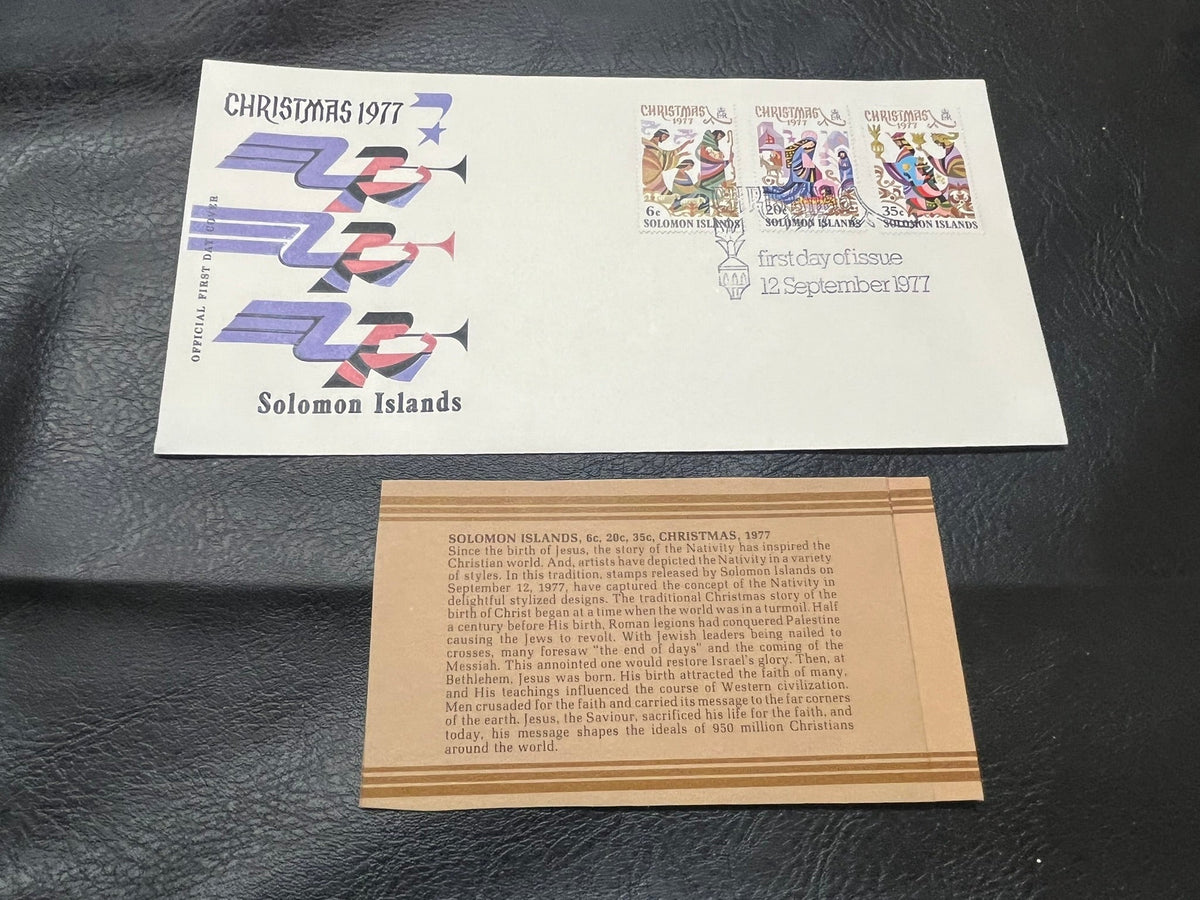 CHRISTMAS 1977
OFFICIAL FIRST DAY COVER
Solomon Islands
CHRISTMAS
1977
6c
SOLOMON ISLANDS
CHRISTMAS
1977
20c
SOLOMON ISLANDS
CHRISTMAS
1977
35c
SOLOMON ISLANDS
first day of issue
12 September 1977
SOLOMON ISLANDS, 6c, 20c, 35c, CHRISTMAS, 1977
Since the birth of Jesus, the story of the Nativity has inspired the
Christian world. And, artists have depicted the Nativity in a variety
of styles. In this tradition, stamps released by Solomon Islands on
September 12, 1977, have captured the concept of the Nativity in
delightful stylized designs. The traditional Christmas story of the
birth of Christ began at a time when the world was in a turmoil. Half
a century before His birth, Roman legions had conquered Palestine
causing the Jews to revolt. With Jewish leaders being nailed to
crosses, many foresaw "the end of days" and the coming of the
Messiah. This annointed one would restore Israel's glory. Then, at
Bethlehem, Jesus was born. His birth attracted the faith of many,
and His teachings influenced the course of Western civilization.
Men crusaded for the faith and carried its message to the far corners
of the earth. Jesus, the Saviour, sacrificed his life for the faith, and
today, his message shapes the ideals of 950 million Christians
around the world.